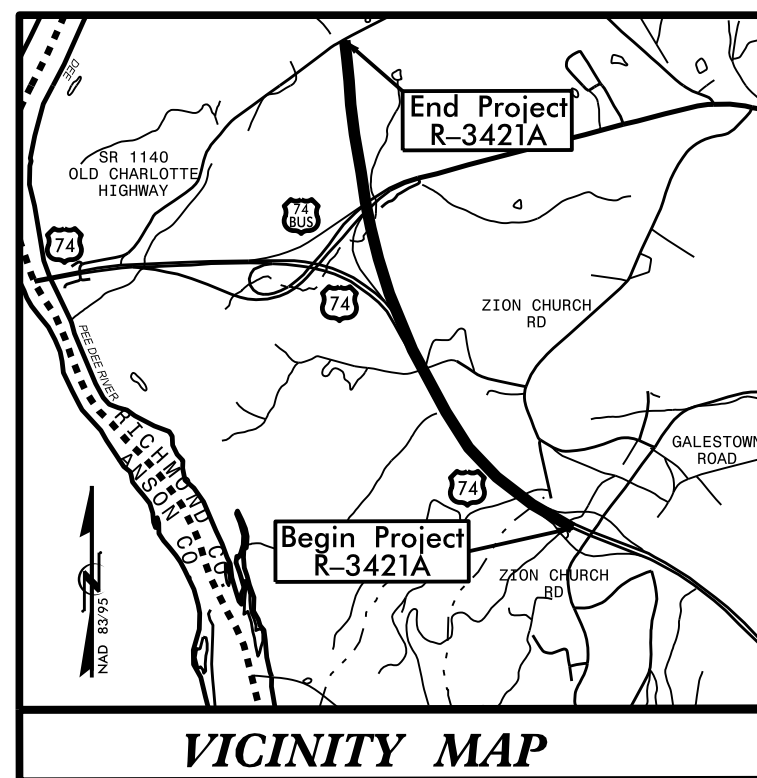 DEE
End Project
R-3421A
SR 1140
OLD CHARLOTTE
HIGHWAY
74
BUS
74
74
ZION CHURCH
RD
PEE DEE RIVER
RICHMOND CO.
ANSON CO
GALESTOWN
ROAD
74
Begin Project
R-3421A
ZION CHURCH
RD
NAD 83/95
VICINITY MAP